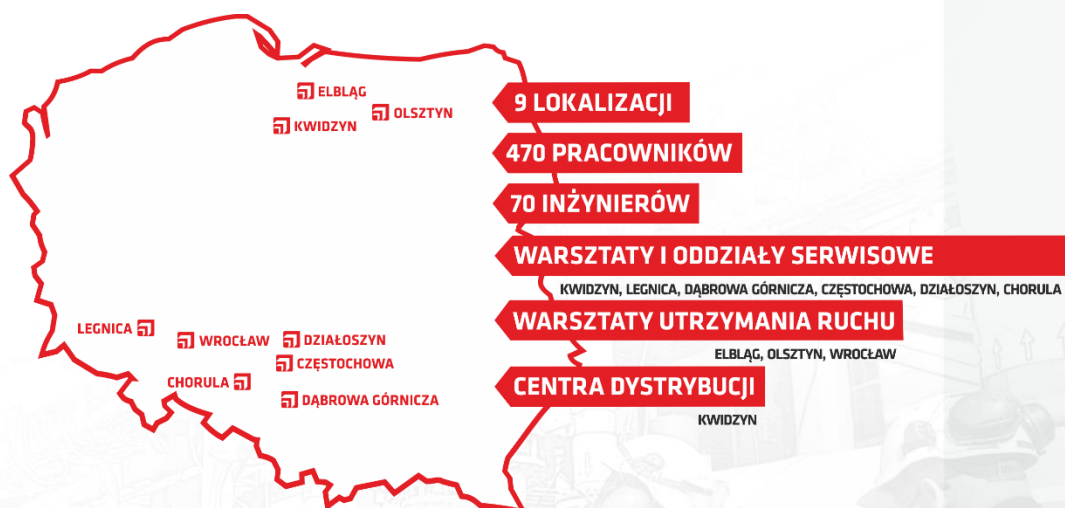 ELBLĄG
OLSZTYN
KWIDZYN
LEGNICA
WROCŁAW
DZIAŁOSZYN
CZĘSTOCHOWA
CHORULA
DĄBROWA GÓRNICZA
9 LOKALIZACJI
470 PRACOWNIKÓW
70 INŻYNIERÓW
WARSZTATY I ODDZIAŁY SERWISOWE
KWIDZYN, LEGNICA, DĄBROWA GÓRNICZA, CZĘSTOCHOWA, DZIAŁOSZYN, CHORULA
WARSZTATY UTRZYMANIA RUCHU
ELBLĄG, OLSZTYN, WROCŁAW
CENTRA DYSTRYBUCJI
KWIDZYN